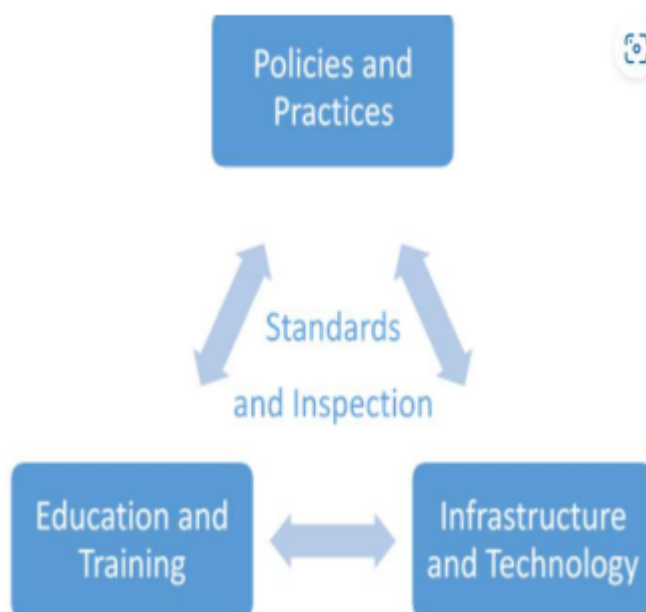 Policies and
Practices
Standards
and Inspection
Education and
Training
Infrastructure
and Technology